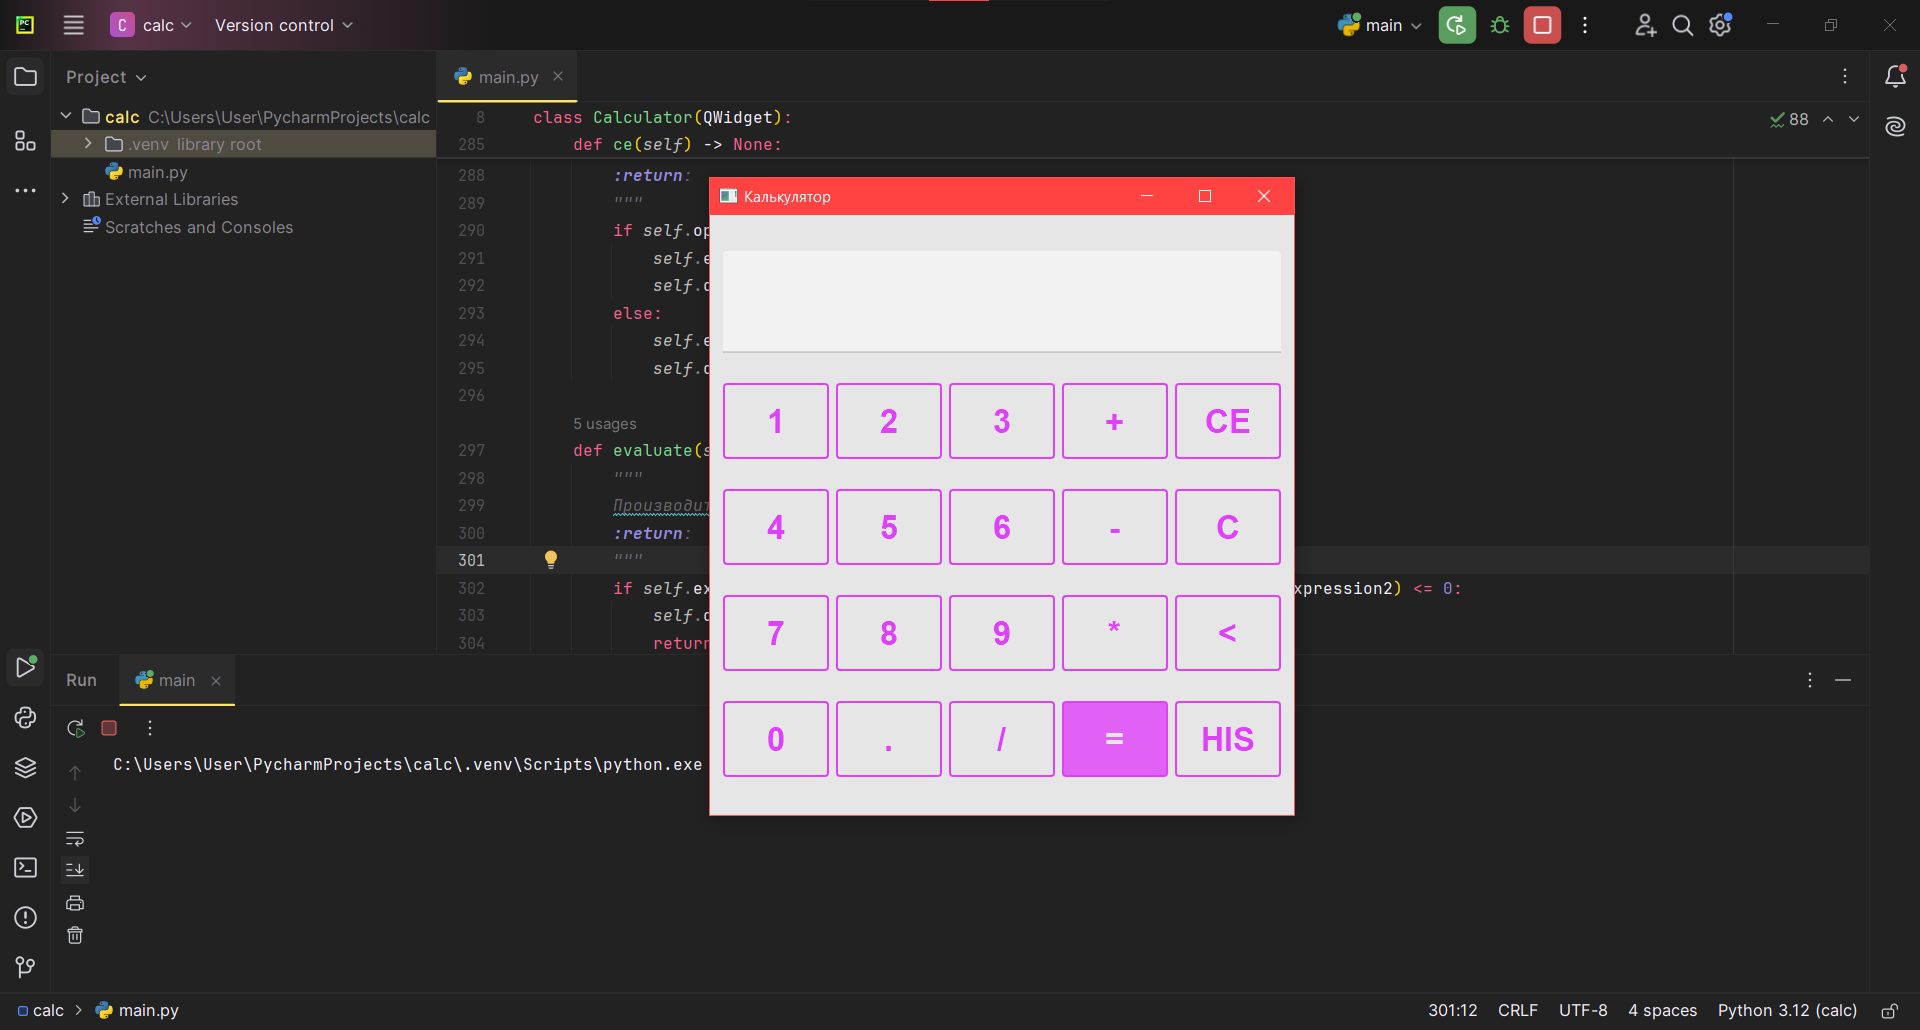 PC
C calc Version control main
Project
main.py
calc C:\Users\User\PycharmProjects\calc
.venv library root
main.py
External Libraries
Scratches and Consoles
8 class Calculator(QWidget):
285 def ce(self) -> None:
88
288 :return:
289 """
290 if self.op
291 self.e
292 self.d
293 else:
294 self.e
295 self.d
296
5 usages
297 def evaluate(s
298 """
299 Производит
300 :return:
301 """
302 if self.ex xpression2) <= 0:
303 self.d
304 return
Калькулятор
1 2 3 + CE
4 5 6 - C
7 8 9 * <
0 . / = HIS
Run main
C:\Users\User\PycharmProjects\calc\.venv\Scripts\python.exe
calc > main.py
301:12 CRLF UTF-8 4 spaces Python 3.12 (calc)